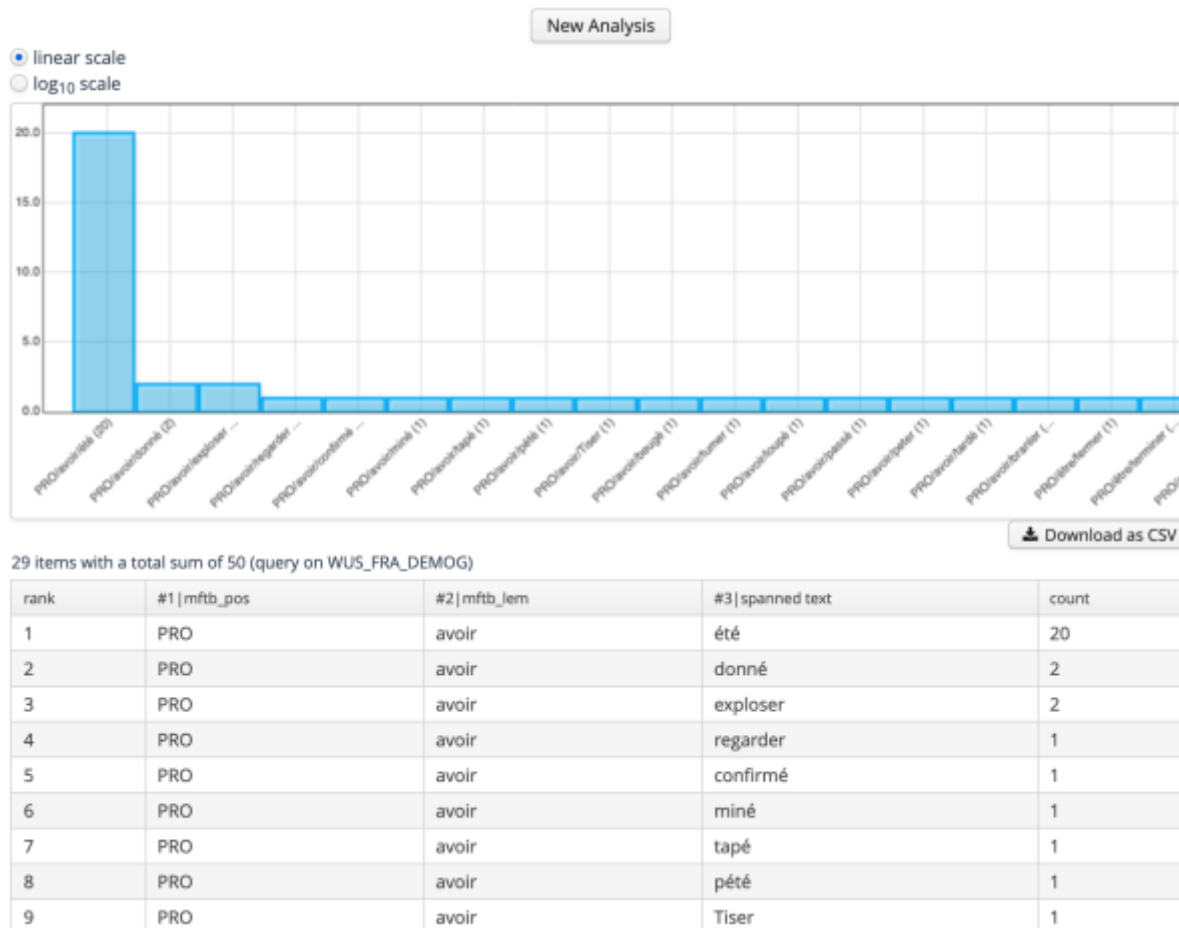 New Analysis
linear scale
log10 scale
20.0
15.0
10.0
5.0
0.0
PRO/avoir/été (20)
PRO/avoir/donné (2)
PRO/avoir/exploser ...
PRO/avoir/regarder ...
PRO/avoir/confirmé ...
PRO/avoir/miné (1)
PRO/avoir/tapé (1)
PRO/avoir/pété (1)
PRO/avoir/Tiser (1)
PRO/avoir/beugé (1)
PRO/avoir/fumer (1)
PRO/avoir/loupé (1)
PRO/avoir/passé (1)
PRO/avoir/peter (1)
PRO/avoir/tardé (1)
PRO/avoir/branler (...
PRO/être/fermer (1)
PRO/être/terminer (...
Download as CSV
29 items with a total sum of 50 (query on WUS_FRA_DEMOG)
rank #1|mftb_pos #2|mftb_lem #3|spanned text count
1 PRO avoir été 20
2 PRO avoir donné 2
3 PRO avoir exploser 2
4 PRO avoir regarder 1
5 PRO avoir confirmé 1
6 PRO avoir miné 1
7 PRO avoir tapé 1
8 PRO avoir pété 1
9 PRO avoir Tiser 1